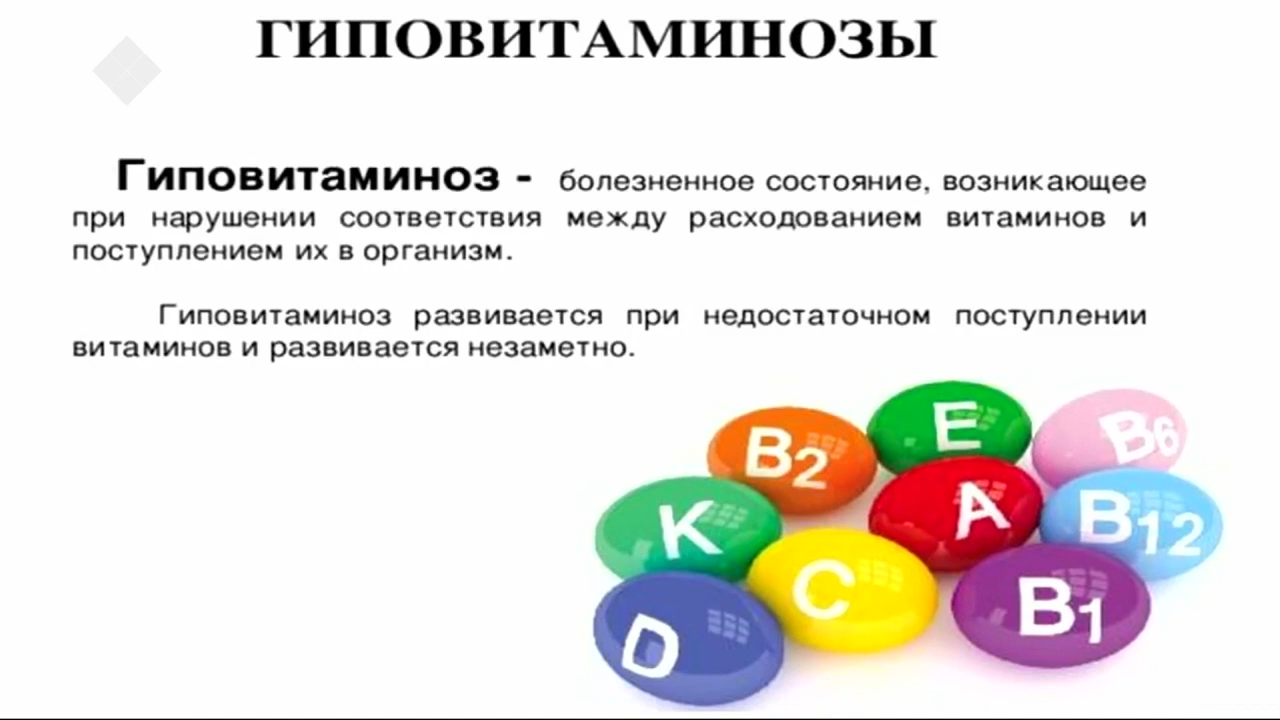 ГИПОВИТАМИНОЗЫ
Гиповитаминоз - болезненное состояние, возникающее
при нарушении соответствия между расходованием витаминов и
поступлением их в организм.
Гиповитаминоз развивается при недостаточном поступлении
витаминов и развивается незаметно.
E
B2
B6
A
K
B12
C
B1
D